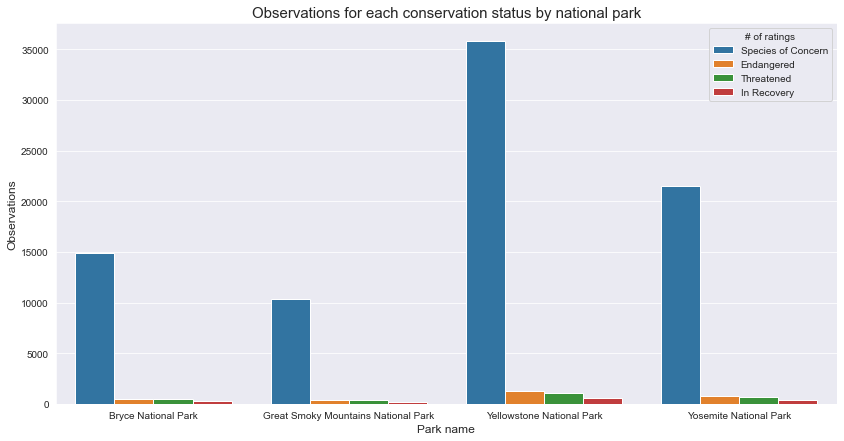 Observations for each conservation status by national park
# of ratings
Species of Concern
Endangered
Threatened
In Recovery
Observations
35000
30000
25000
20000
15000
10000
5000
0
Bryce National Park
Great Smoky Mountains National Park
Yellowstone National Park
Yosemite National Park
Park name